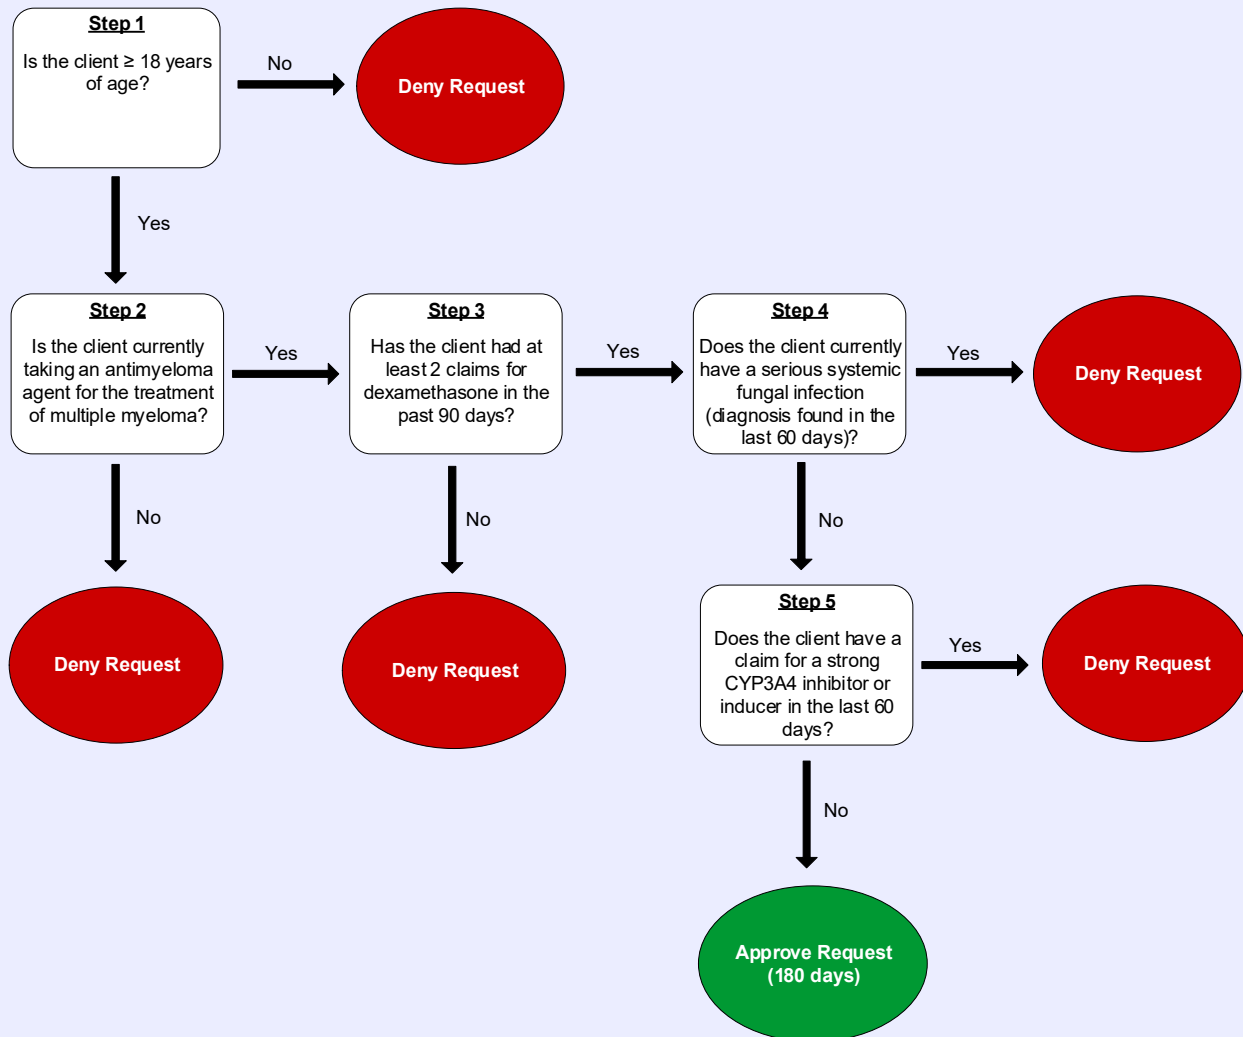 Step 1
Is the client ≥ 18 years
of age?
No
Deny Request
Yes
Step 2
Is the client currently
taking an antimyeloma
agent for the treatment
of multiple myeloma?
Yes
Step 3
Has the client had at
least 2 claims for
dexamethasone in the
past 90 days?
Yes
Step 4
Does the client currently
have a serious systemic
fungal infection
(diagnosis found in the
last 60 days)?
Yes
Deny Request
No
Deny Request
No
Deny Request
No
Step 5
Does the client have a
claim for a strong
CYP3A4 inhibitor or
inducer in the last 60
days?
Yes
Deny Request
No
Approve Request
(180 days)